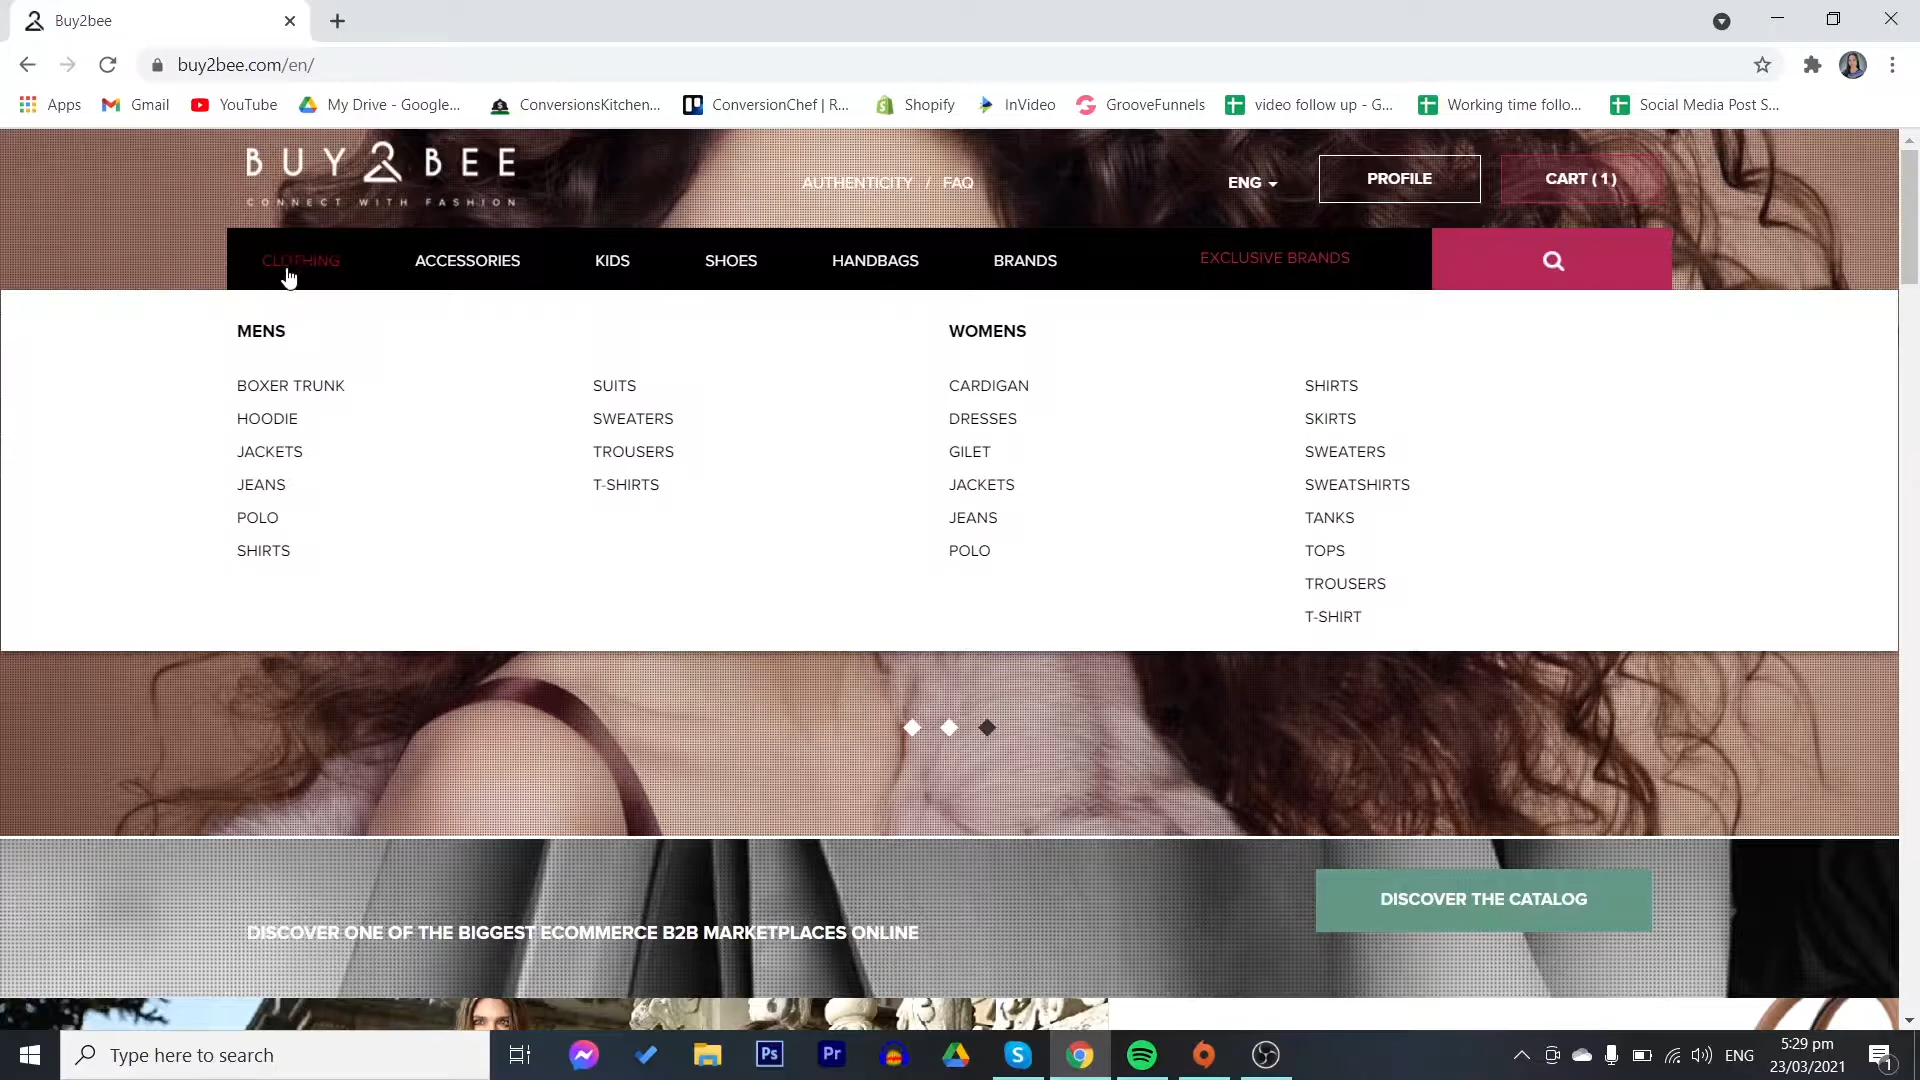 Buy2bee
buy2bee.com/en/
Apps Gmail YouTube My Drive - Google... ConversionsKitchen... ConversionChef | R... Shopify InVideo GrooveFunnels video follow up - G... Working time follo... Social Media Post S...
BUY2BEE
CONNECT WITH FASHION
AUTHENTICITY / FAQ
ENG
PROFILE
CART ( 1 )
CLOTHING ACCESSORIES KIDS SHOES HANDBAGS BRANDS EXCLUSIVE BRANDS
MENS
BOXER TRUNK
HOODIE
JACKETS
JEANS
POLO
SHIRTS
SUITS
SWEATERS
TROUSERS
T-SHIRTS
WOMENS
CARDIGAN
DRESSES
GILET
JACKETS
JEANS
POLO
SHIRTS
SKIRTS
SWEATERS
SWEATSHIRTS
TANKS
TOPS
TROUSERS
T-SHIRT
DISCOVER ONE OF THE BIGGEST ECOMMERCE B2B MARKETPLACES ONLINE
DISCOVER THE CATALOG
Type here to search
Ps
Pr
ENG
5:29 pm
23/03/2021
1